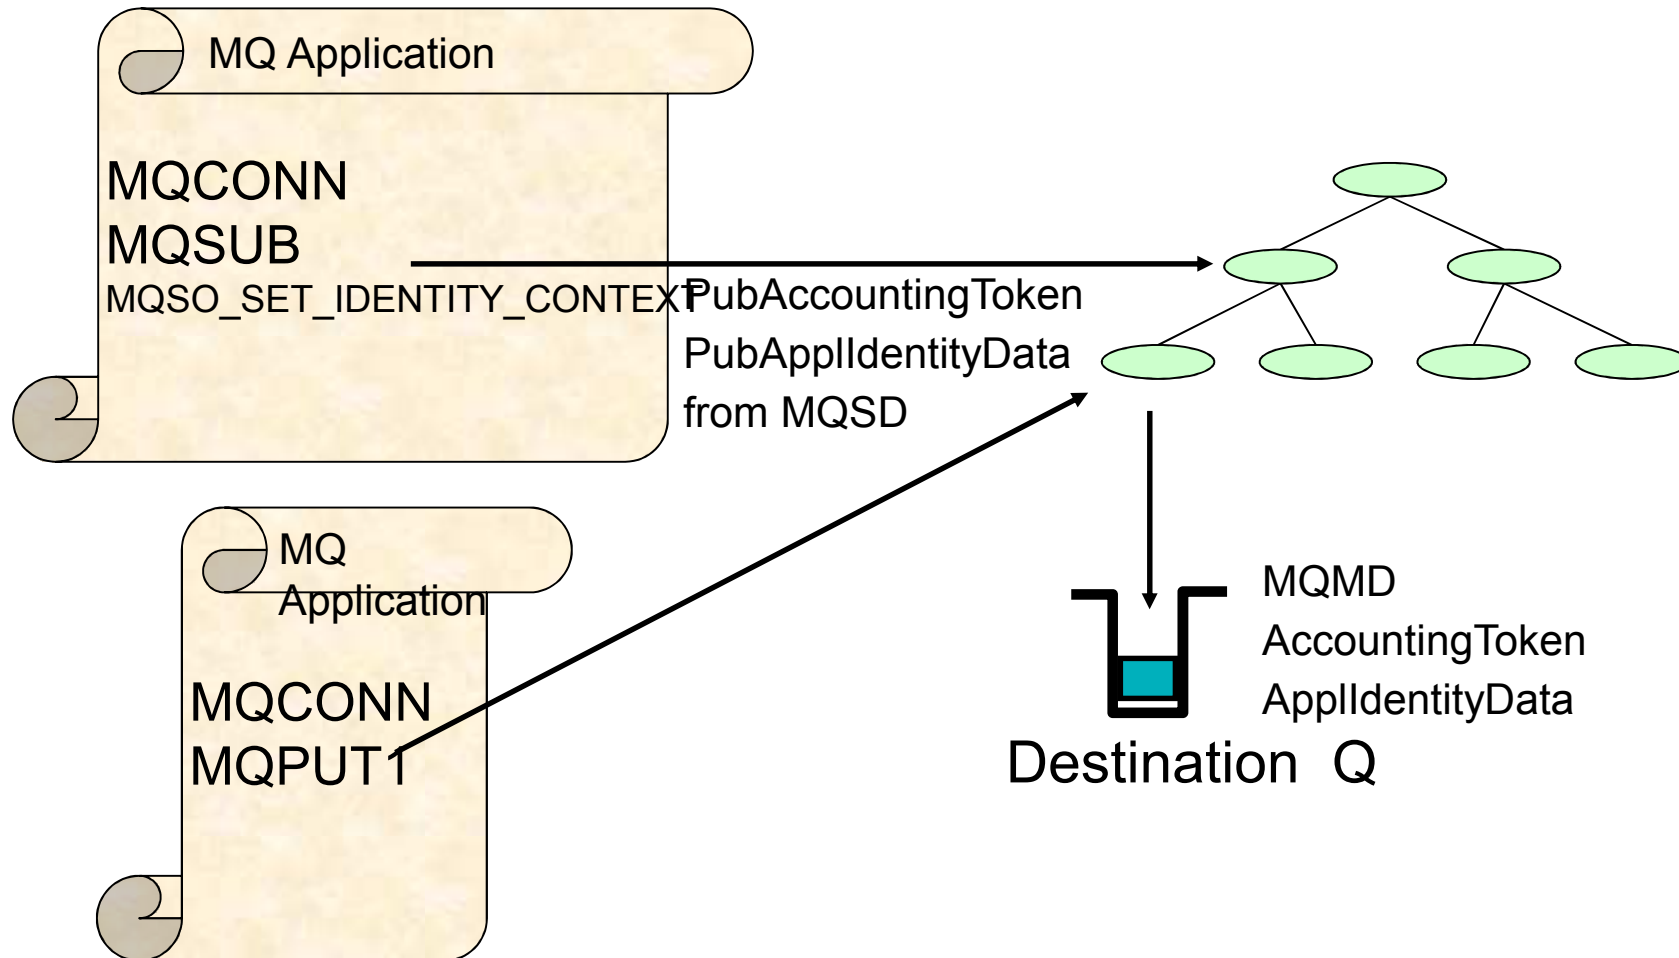 MQ Application
MQCONN
MQSUB
MQSO_SET_IDENTITY_CONTEXT
PubAccountingToken
PubApplIdentityData
from MQSD
MQ
Application
MQCONN
MQPUT1
MQMD
AccountingToken
ApplIdentityData
Destination Q